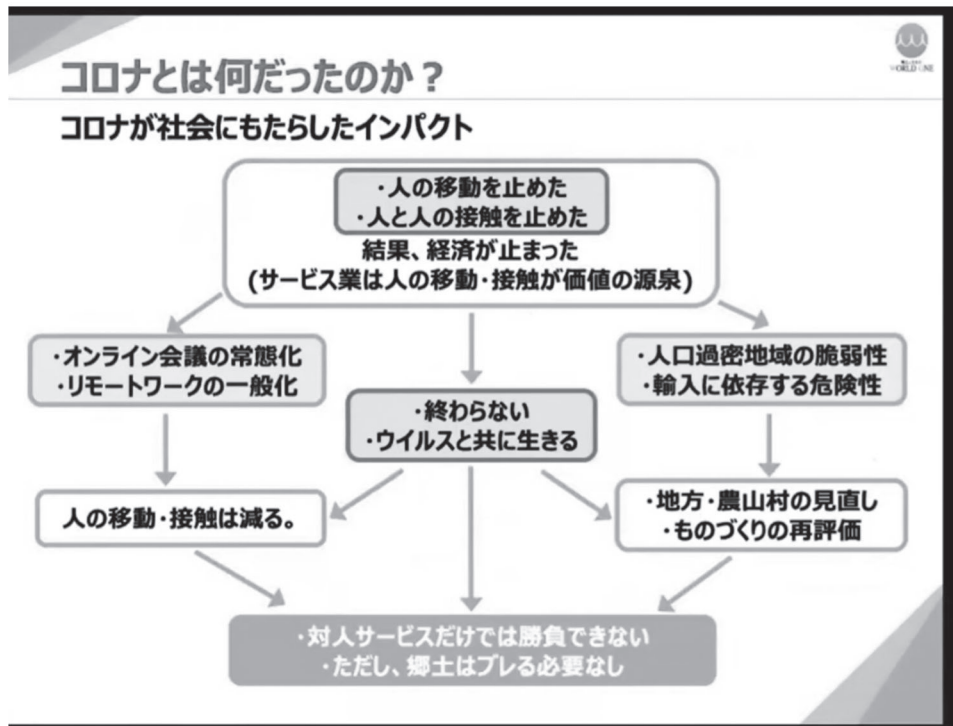 コロナとは何だったのか？
WORLD ONE
コロナが社会にもたらしたインパクト
・人の移動を止めた
・人と人の接触を止めた
結果、経済が止まった
(サービス業は人の移動・接触が価値の源泉)
・オンライン会議の常態化
・リモートワークの一般化
・終わらない
・ウイルスと共に生きる
・人口過密地域の脆弱性
・輸入に依存する危険性
人の移動・接触は減る。
・地方・農山村の見直し
・ものづくりの再評価
・対人サービスだけでは勝負できない
・ただし、郷土はブレる必要なし